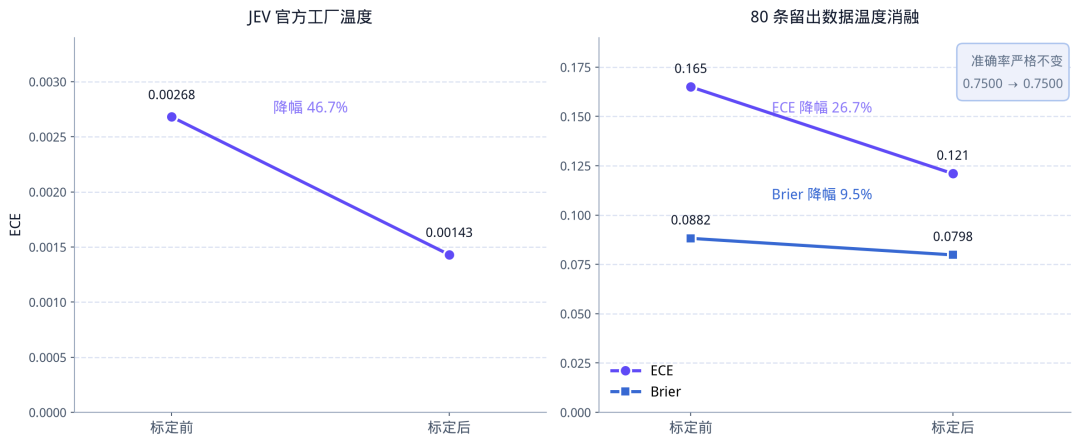 JEV 官方工厂温度
ECE
0.0030
0.0025
0.0020
0.0015
0.0010
0.0005
0.0000
0.00268
降幅 46.7%
0.00143
标定前
标定后
80 条留出数据温度消融
0.175
0.150
0.125
0.100
0.075
0.050
0.025
0.000
准确率严格不变
0.7500 → 0.7500
0.165
ECE 降幅 26.7%
0.121
Brier 降幅 9.5%
0.0882
0.0798
ECE
Brier
标定前
标定后